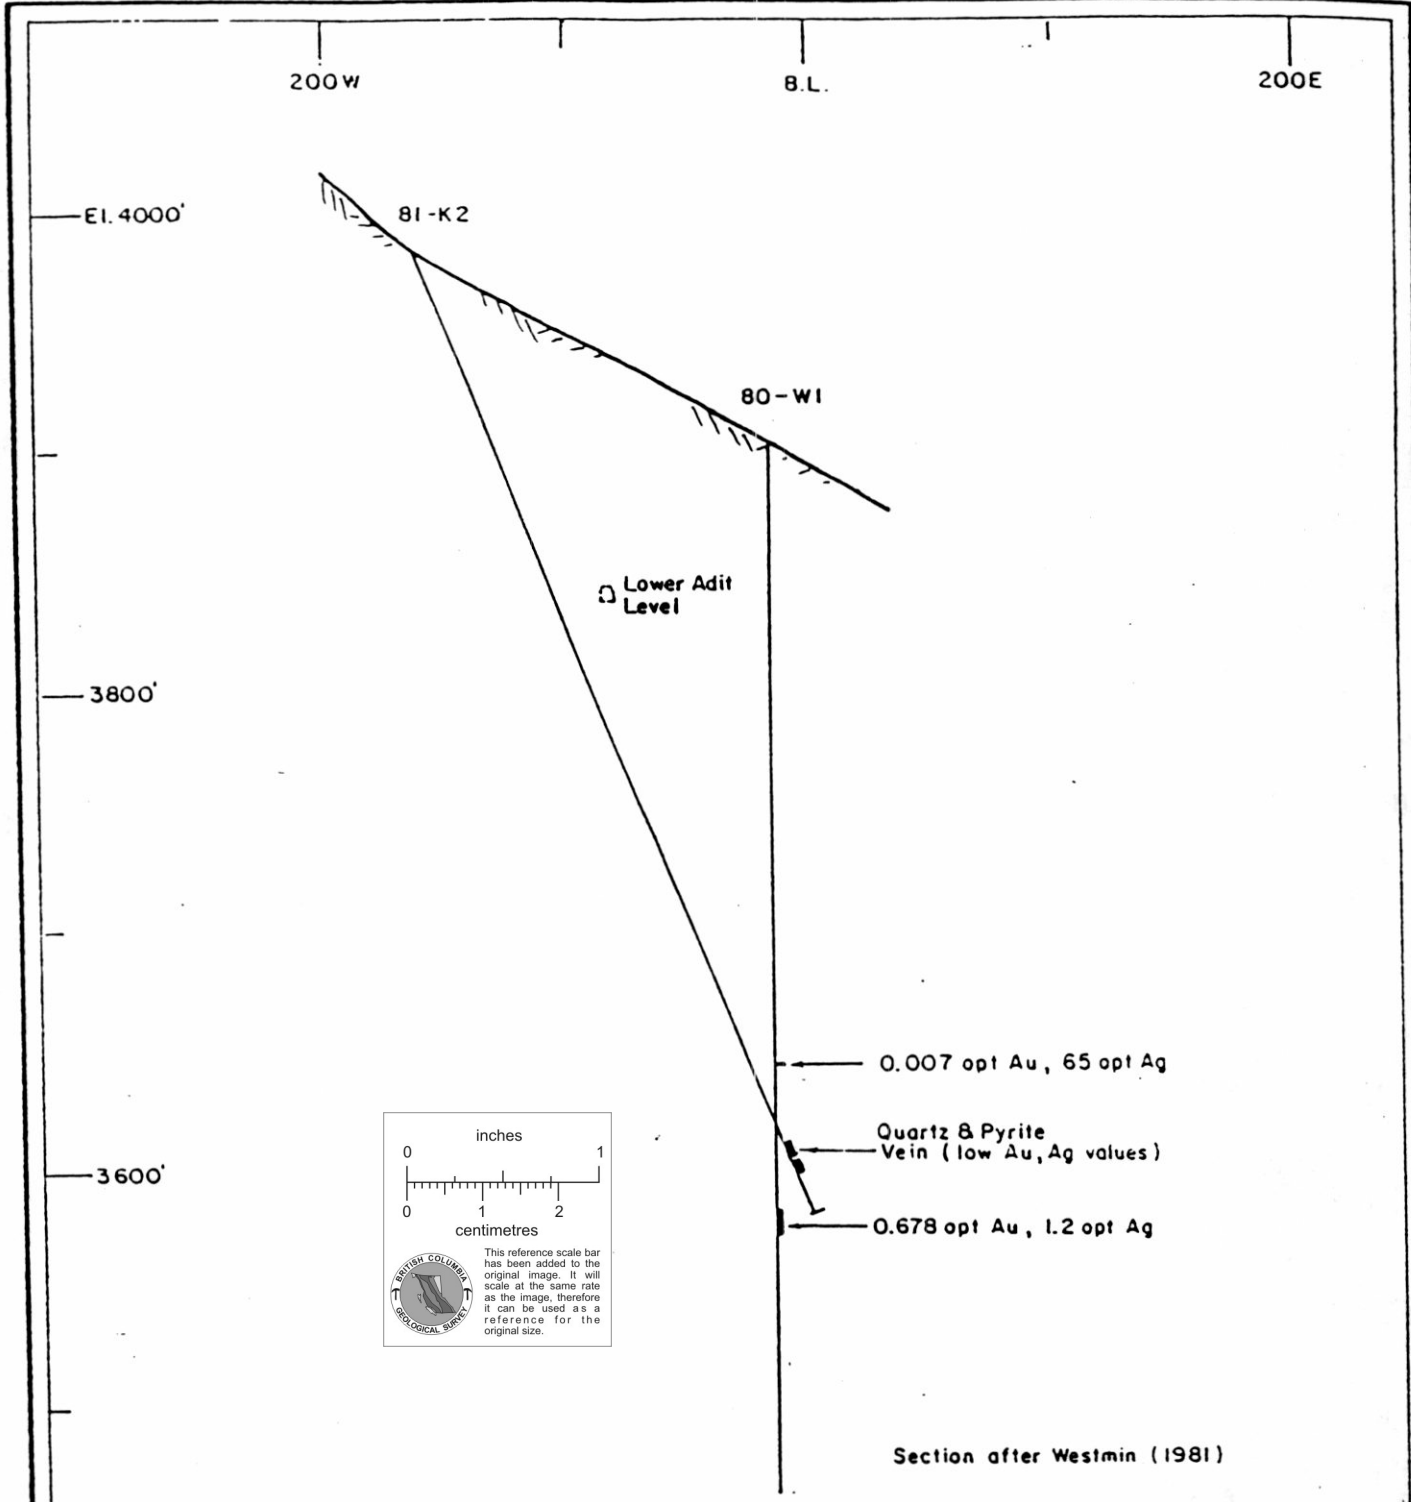 200W
B.L.
200E
El. 4000'
81-K2
80-W1
Lower Adit
Level
3800'
0.007 opt Au, 65 opt Ag
Quartz & Pyrite
Vein (low Au, Ag values)
3600'
0.678 opt Au, 1.2 opt Ag
inches
0 1
0 1 2
centimetres
BRITISH COLUMBIA
GEOLOGICAL SURVEY
This reference scale bar
has been added to the
original image. It will
scale at the same rate
as the image, therefore
it can be used as a
reference for the
original size.
Section after Westmin (1981)